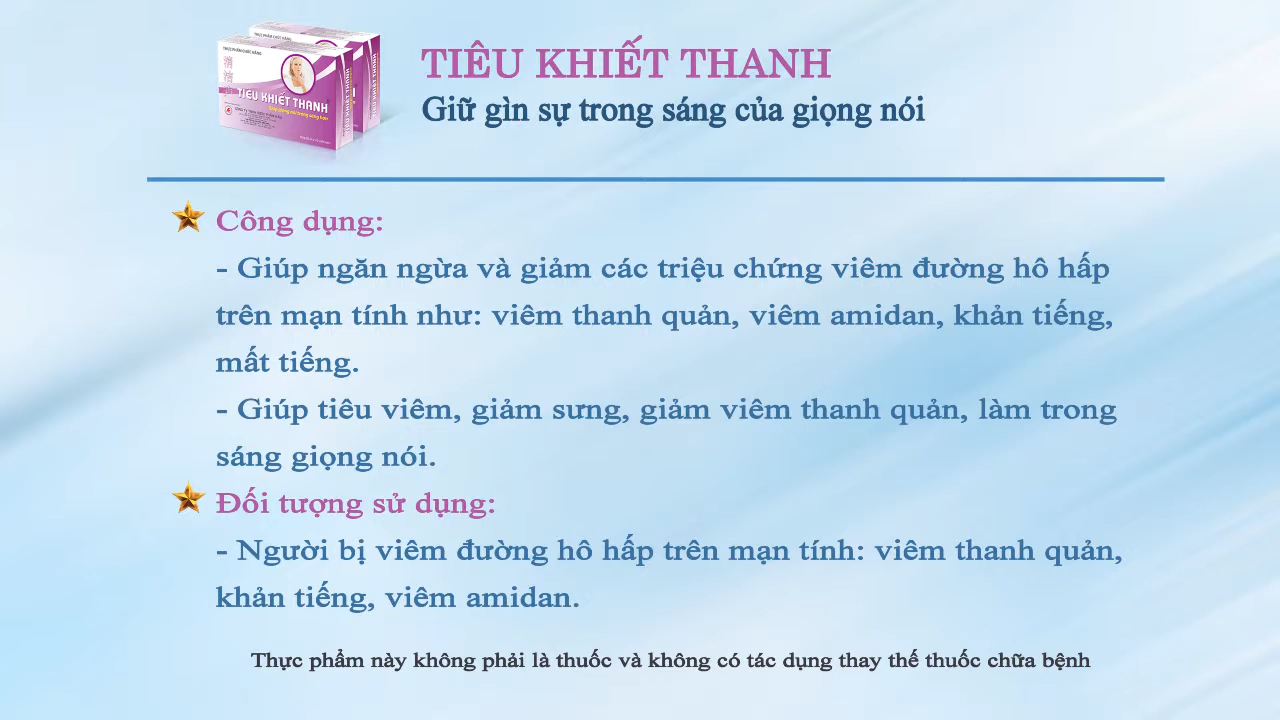 THỰC PHẨM CHỨC NĂNG
TIÊU KHIẾT THANH
TIÊU KHIẾT THANH
Giữ gìn sự trong sáng của giọng nói
Công dụng:
- Giúp ngăn ngừa và giảm các triệu chứng viêm đường hô hấp
trên mạn tính như: viêm thanh quản, viêm amidan, khản tiếng,
mất tiếng.
- Giúp tiêu viêm, giảm sưng, giảm viêm thanh quản, làm trong
sáng giọng nói.
Đối tượng sử dụng:
- Người bị viêm đường hô hấp trên mạn tính: viêm thanh quản,
khản tiếng, viêm amidan.
Thực phẩm này không phải là thuốc và không có tác dụng thay thế thuốc chữa bệnh